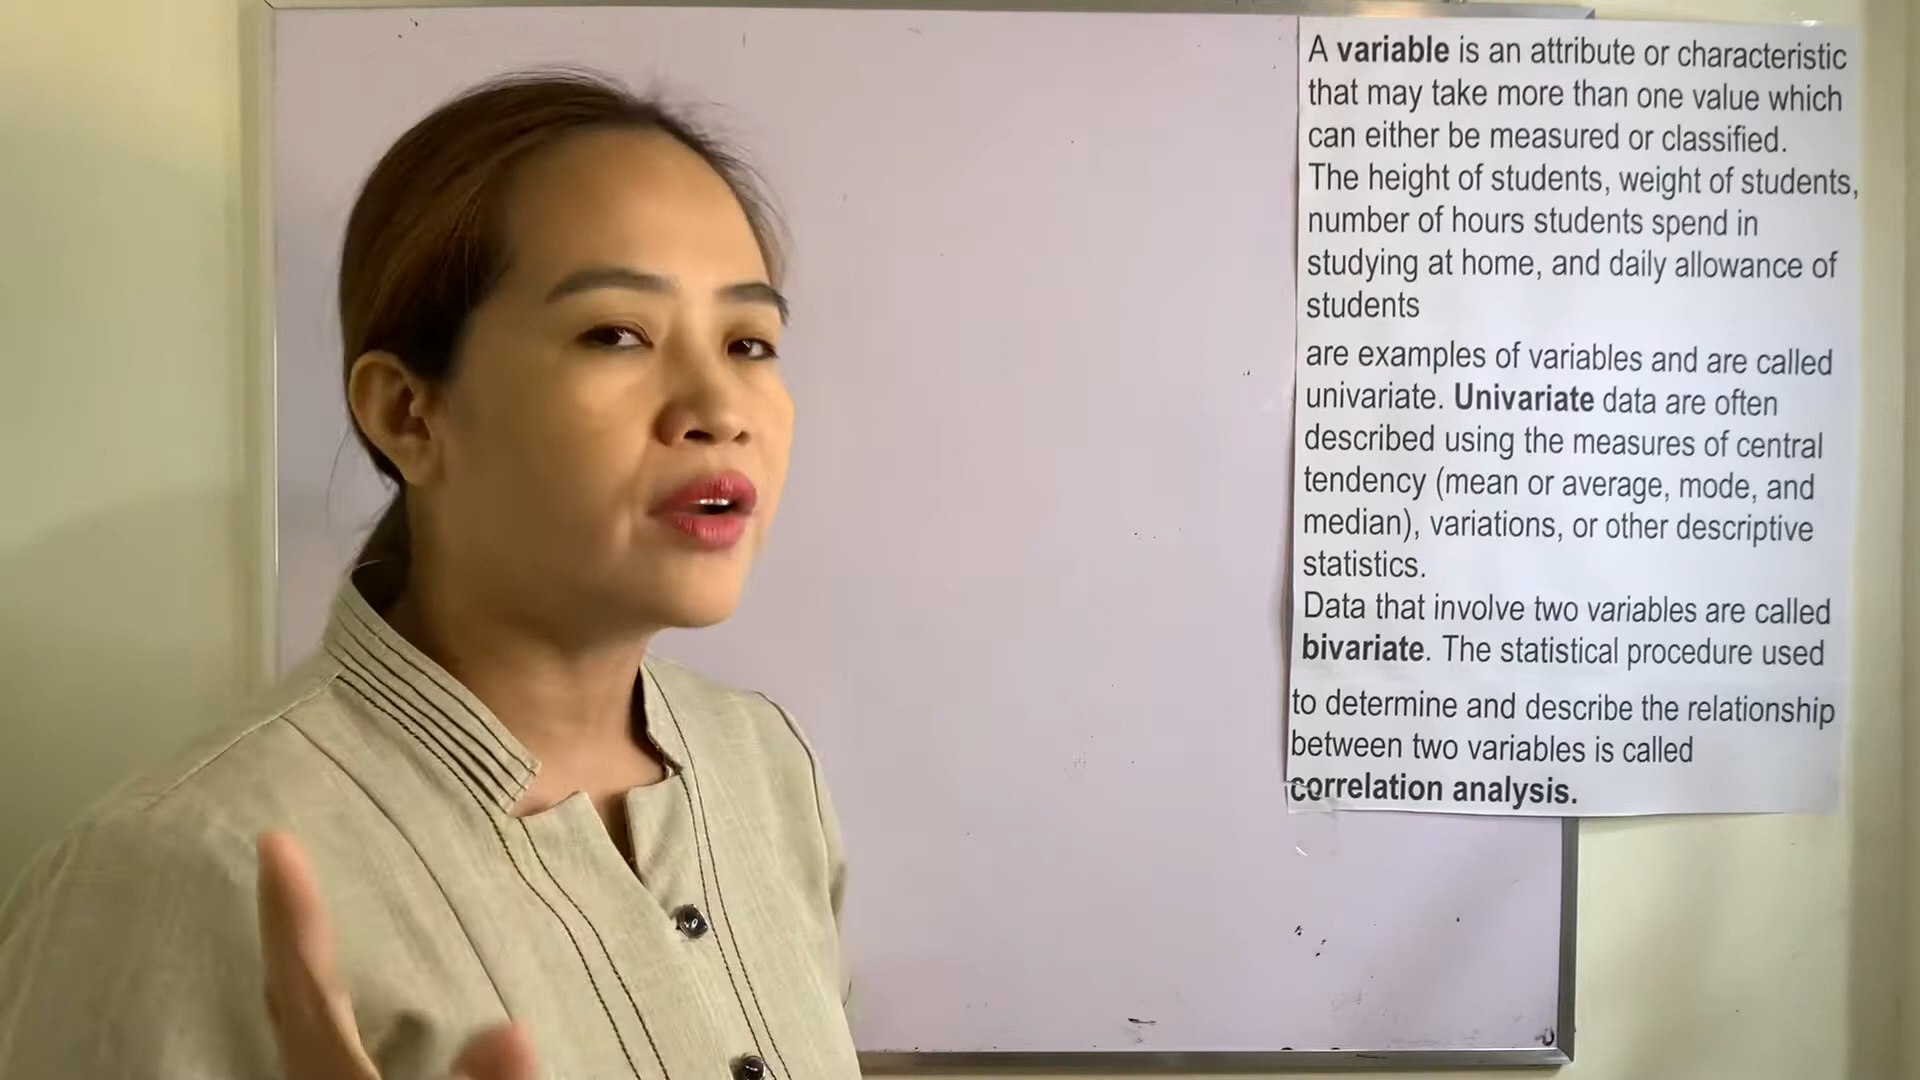 A variable is an attribute or characteristic
that may take more than one value which
can either be measured or classified.
The height of students, weight of students,
number of hours students spend in
studying at home, and daily allowance of
students
are examples of variables and are called
univariate. Univariate data are often
described using the measures of central
tendency (mean or average, mode, and
median), variations, or other descriptive
statistics.
Data that involve two variables are called
bivariate. The statistical procedure used
to determine and describe the relationship
between two variables is called
correlation analysis.